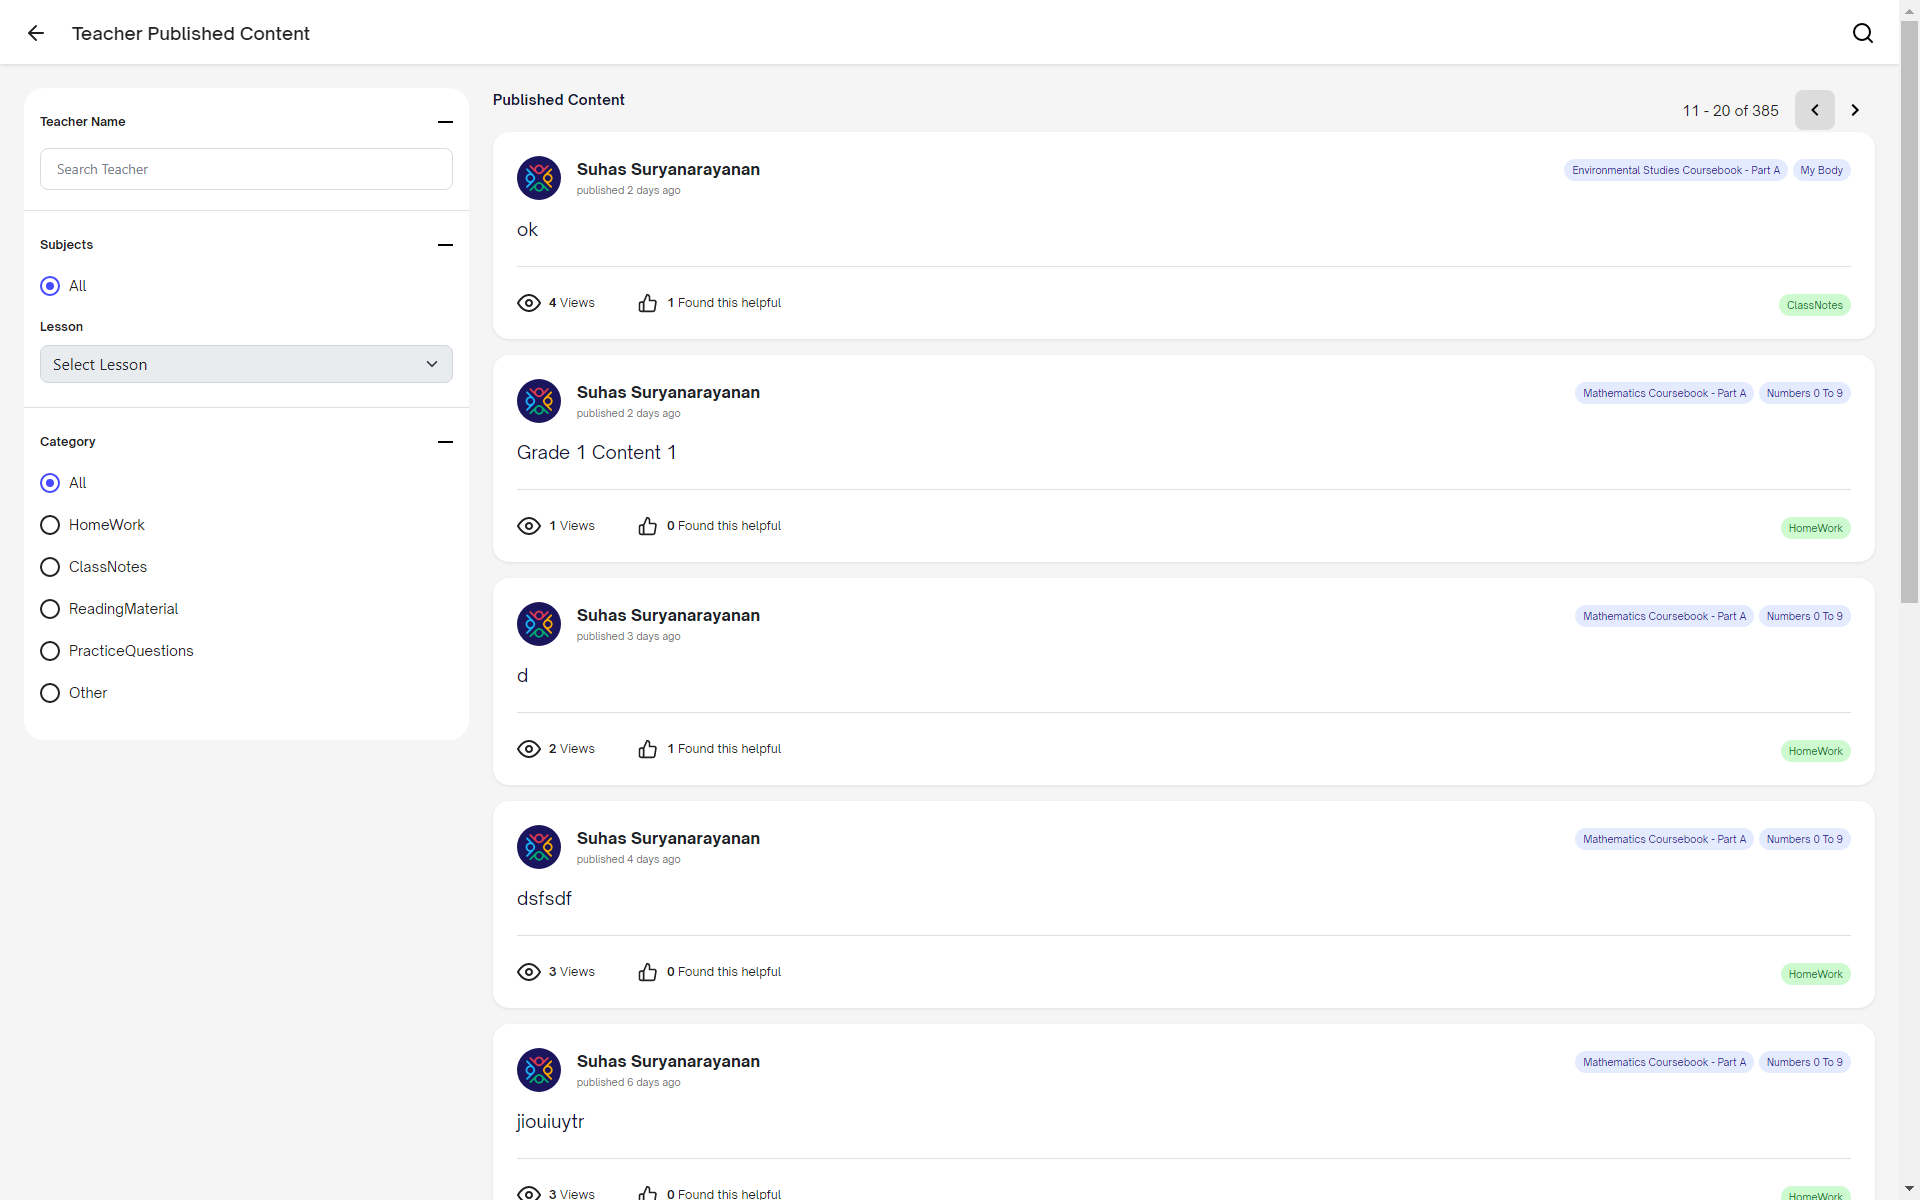 Teacher Published Content
Teacher Name
Search Teacher
Subjects
All
Lesson
Select Lesson
Category
All
HomeWork
ClassNotes
ReadingMaterial
PracticeQuestions
Other
Published Content
11 - 20 of 385
Suhas Suryanarayanan
published 2 days ago
Environmental Studies Coursebook - Part A
My Body
ok
4 Views
1 Found this helpful
ClassNotes
Suhas Suryanarayanan
published 2 days ago
Mathematics Coursebook - Part A
Numbers 0 To 9
Grade 1 Content 1
1 Views
0 Found this helpful
HomeWork
Suhas Suryanarayanan
published 3 days ago
Mathematics Coursebook - Part A
Numbers 0 To 9
d
2 Views
1 Found this helpful
HomeWork
Suhas Suryanarayanan
published 4 days ago
Mathematics Coursebook - Part A
Numbers 0 To 9
dsfsdf
3 Views
0 Found this helpful
HomeWork
Suhas Suryanarayanan
published 6 days ago
Mathematics Coursebook - Part A
Numbers 0 To 9
jiouiuytr
3 Views
0 Found this helpful
HomeWork